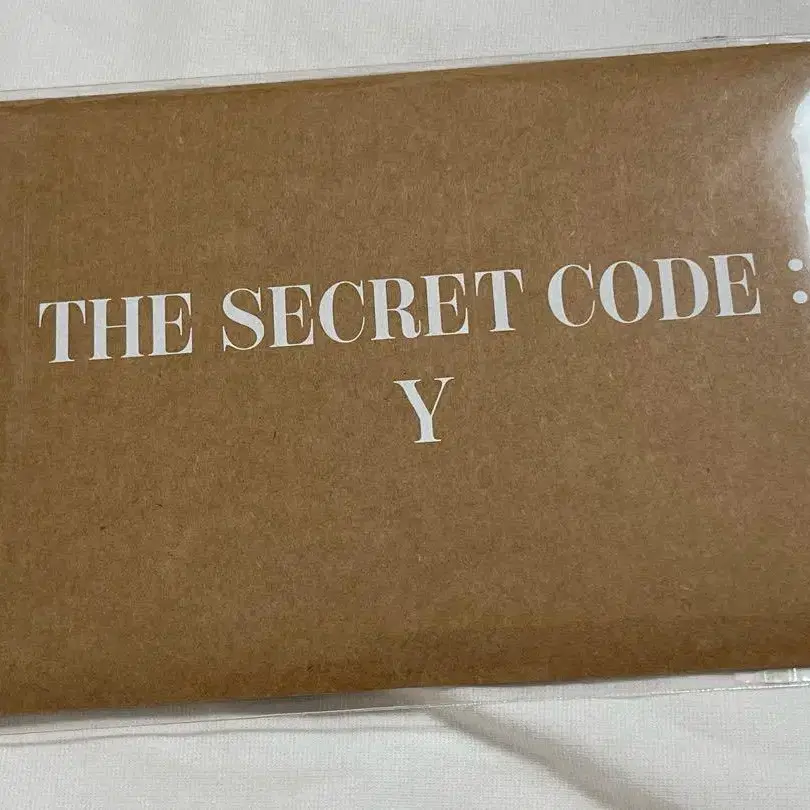 THE SECRET CODE :
Y